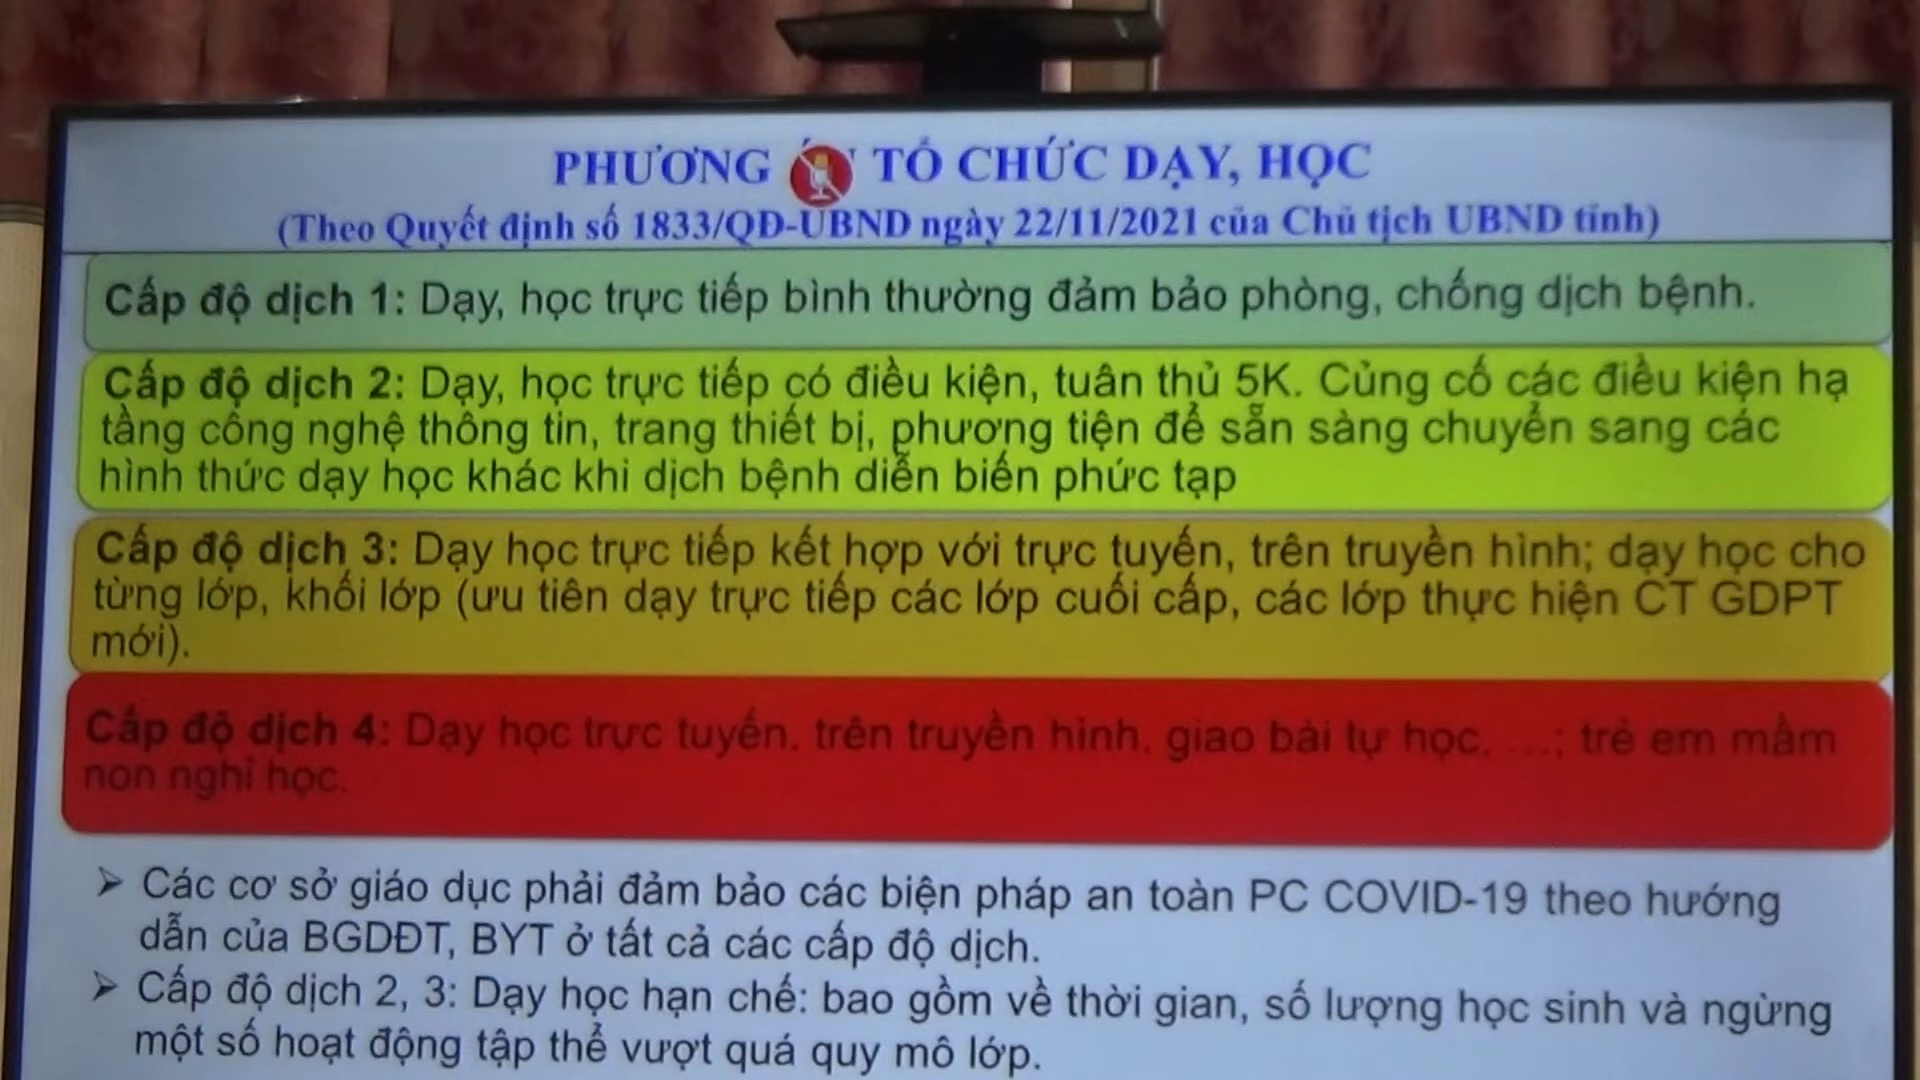 PHƯƠNG TỔ CHỨC DẠY, HỌC
(Theo Quyết định số 1833/QĐ-UBND ngày 22/11/2021 của Chủ tịch UBND tỉnh)
Cấp độ dịch 1: Dạy, học trực tiếp bình thường đảm bảo phòng, chống dịch bệnh.
Cấp độ dịch 2: Dạy, học trực tiếp có điều kiện, tuân thủ 5K. Củng cố các điều kiện hạ
tầng công nghệ thông tin, trang thiết bị, phương tiện để sẵn sàng chuyển sang các
hình thức dạy học khác khi dịch bệnh diễn biến phức tạp
Cấp độ dịch 3: Dạy học trực tiếp kết hợp với trực tuyến, trên truyền hình; dạy học cho
từng lớp, khối lớp (ưu tiên dạy trực tiếp các lớp cuối cấp, các lớp thực hiện CT GDPT
mới).
Cấp độ dịch 4: Dạy học trực tuyến, trên truyền hình, giao bài tự học, ...; trẻ em mầm
non nghỉ học.
➢ Các cơ sở giáo dục phải đảm bảo các biện pháp an toàn PC COVID-19 theo hướng
dẫn của BGDĐT, BYT ở tất cả các cấp độ dịch.
➢ Cấp độ dịch 2, 3: Dạy học hạn chế: bao gồm về thời gian, số lượng học sinh và ngừng
một số hoạt động tập thể vượt quá quy mô lớp.